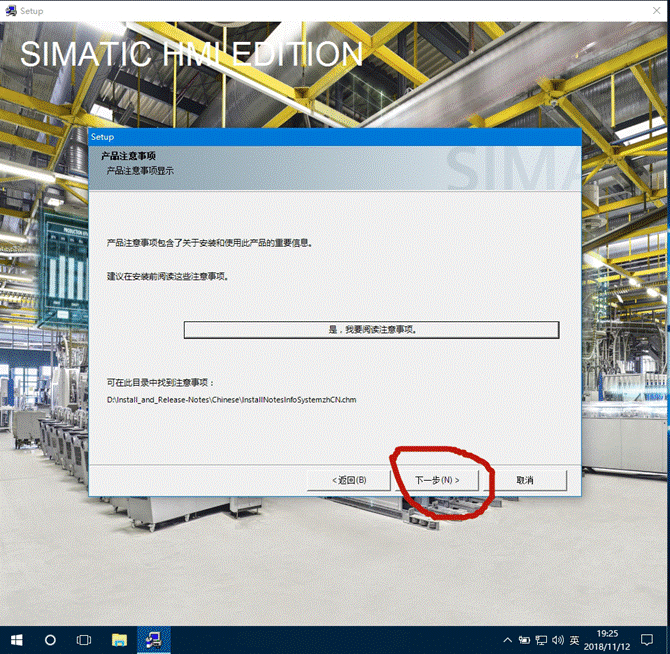 Setup
SIMATIC HMI EDITION
Setup
产品注意事项
产品注意事项显示
SIMA
产品注意事项包含了关于安装和使用此产品的重要信息。
建议在安装前阅读这些注意事项。
是，我要阅读注意事项。
可在此目录中找到注意事项：
D:\Install_and_Release-Notes\Chinese\InstallNotesInfoSystemzhCN.chm
<返回(B)
下一步(N) >
取消
英
19:25
2018/11/12